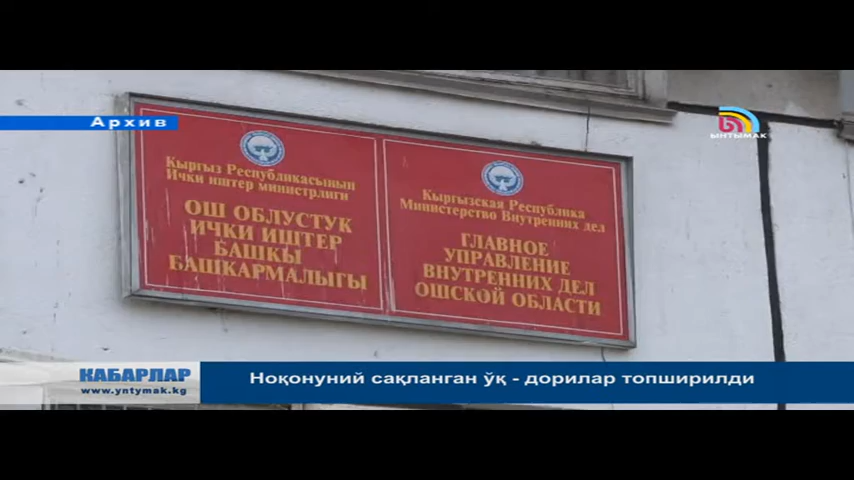 Архив
ЫНТЫМАК
Кыргыз Республикасынын
Ички иштер министрлиги
ОШ ОБЛУСТУК
ИЧКИ ИШТЕР
БАШКЫ
БАШКАРМАЛЫГЫ
Кыргызская Республика
Министерство Внутренних дел
ГЛАВНОЕ
УПРАВЛЕНИЕ
ВНУТРЕННИХ ДЕЛ
ОШСКОЙ ОБЛАСТИ
КАБАРЛАР
www.yntymak.kg
Ноқонуний сақланган ўқ - дорилар топширилди